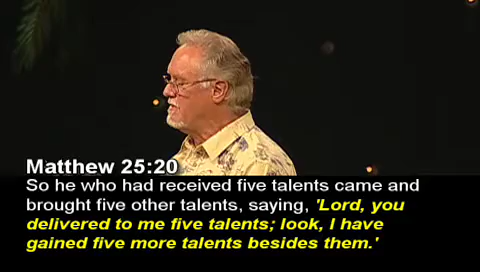 Matthew 25:20
So he who had received five talents came and
brought five other talents, saying, 'Lord, you
delivered to me five talents; look, I have
gained five more talents besides them.'